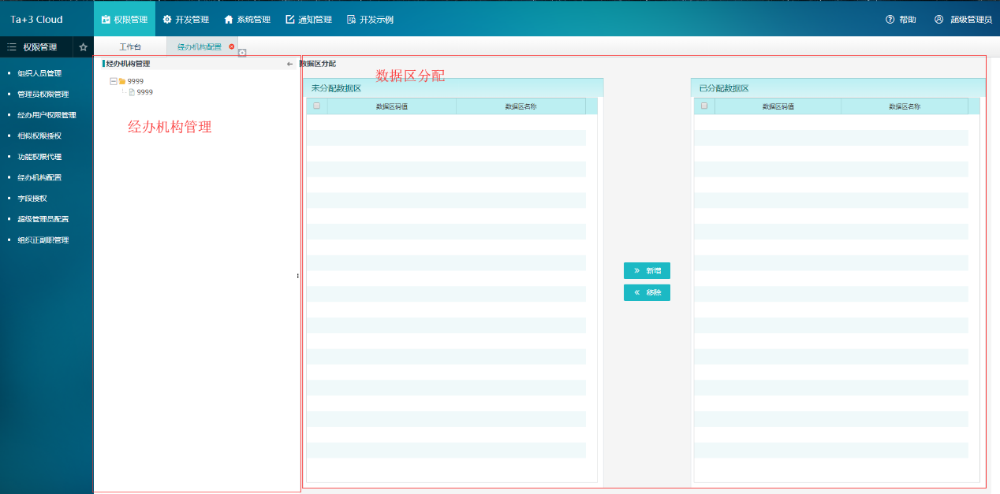 Ta+3 Cloud 权限管理 开发管理 系统管理 通知管理 开发示例 帮助 超级管理员
权限管理 工作台 经办机构配置
组织人员管理
管理员权限管理
经办用户权限管理
相似权限授权
功能权限代理
经办机构配置
字段授权
超级管理员配置
组织正副职管理
经办机构管理
9999
9999
经办机构管理
数据区分配
数据区分配
未分配数据区
数据区码值 数据区名称
新增
移除
已分配数据区
数据区码值 数据区名称